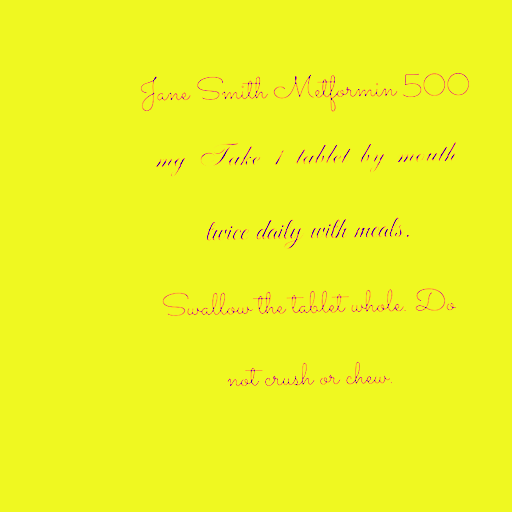 Jane Smith Metformin 500
mg Take 1 tablet by mouth
twice daily with meals.
Swallow the tablet whole. Do
not crush or chew.